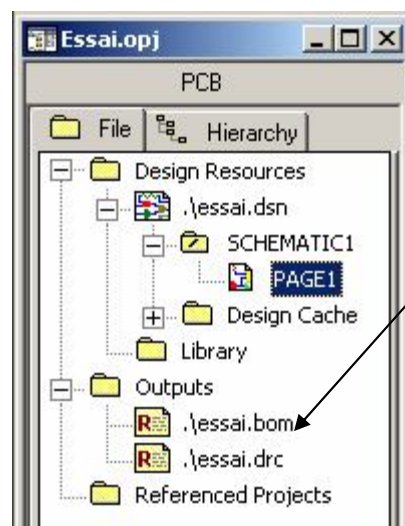 Essai.opj
PCB
File Hierarchy
Design Resources
.\essai.dsn
SCHEMATIC1
PAGE1
Design Cache
Library
Outputs
.\essai.bom
.\essai.drc
Referenced Projects